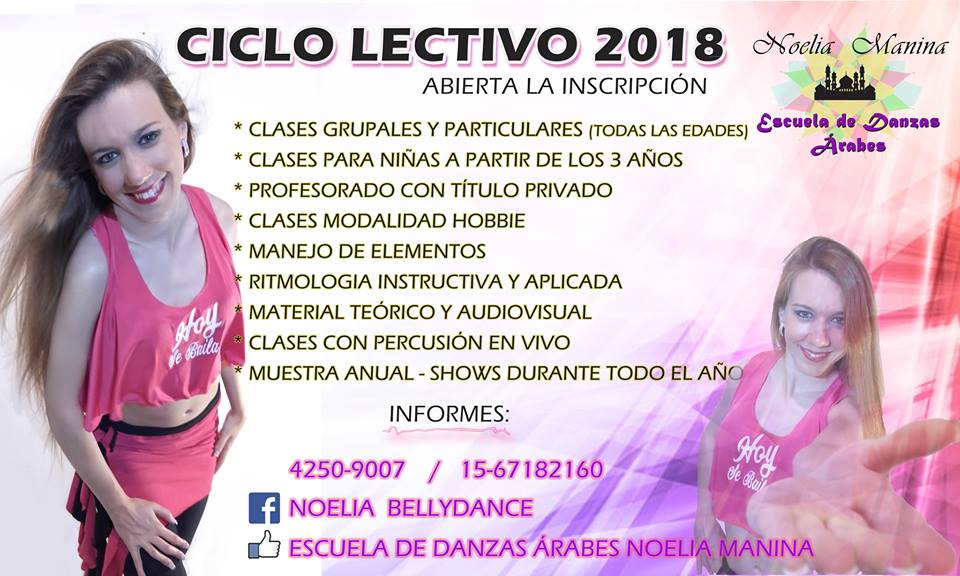 CICLO LECTIVO 2018
ABIERTA LA INSCRIPCIÓN
Noelia Manina
Escuela de Danzas
Árabes
* CLASES GRUPALES Y PARTICULARES (TODAS LAS EDADES)
* CLASES PARA NIÑAS A PARTIR DE LOS 3 AÑOS
* PROFESORADO CON TÍTULO PRIVADO
* CLASES MODALIDAD HOBBIE
* MANEJO DE ELEMENTOS
* RITMOLOGIA INSTRUCTIVA Y APLICADA
* MATERIAL TEÓRICO Y AUDIOVISUAL
* CLASES CON PERCUSIÓN EN VIVO
* MUESTRA ANUAL - SHOWS DURANTE TODO EL AÑO
Hoy
Se Baila
Hoy
Se Baila
INFORMES:
4250-9007 / 15-67182160
f NOELIA BELLYDANCE
ESCUELA DE DANZAS ÁRABES NOELIA MANINA